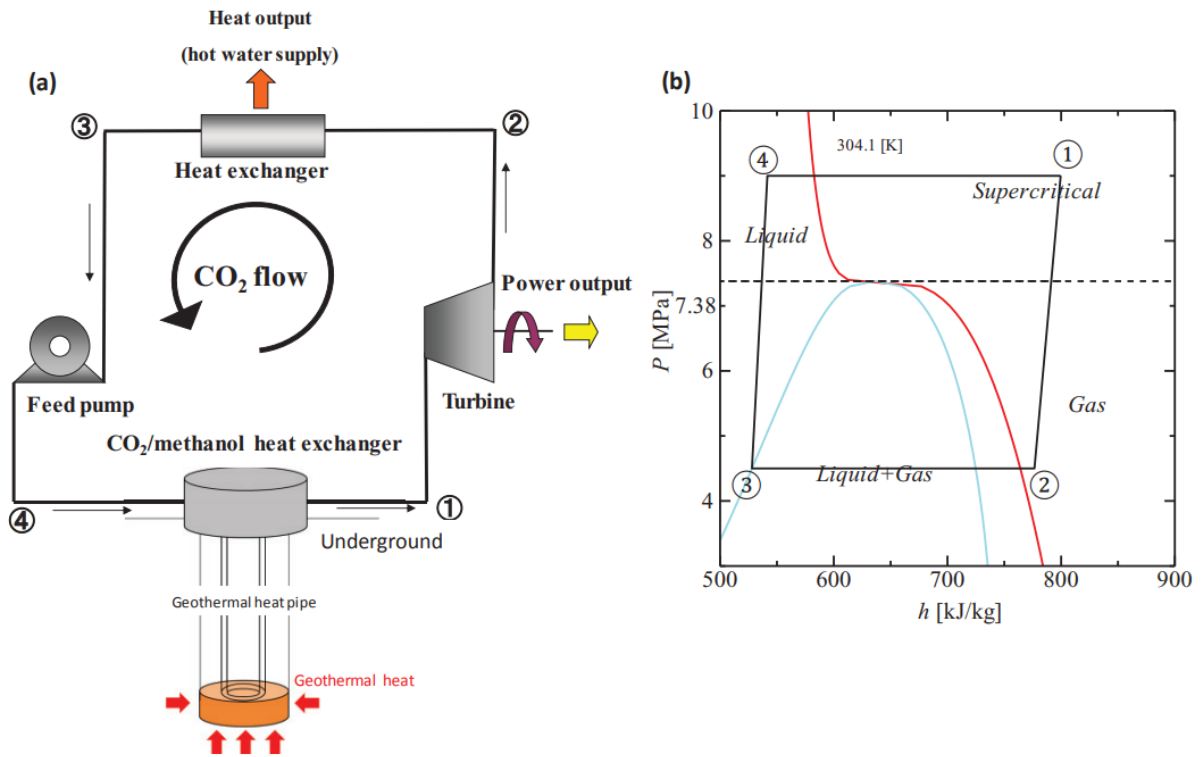 Heat output
(hot water supply)
(a)
③
②
Heat exchanger
CO₂ flow
Power output
Feed pump
Turbine
CO₂/methanol heat exchanger
④
①
Underground
Geothermal heat pipe
Geothermal heat
(b)
10
304.1 [K]
④
①
Supercritical
8
Liquid
7.38
P [MPa]
6
Gas
③
Liquid+Gas
②
4
500
600
700
800
900
h [kJ/kg]